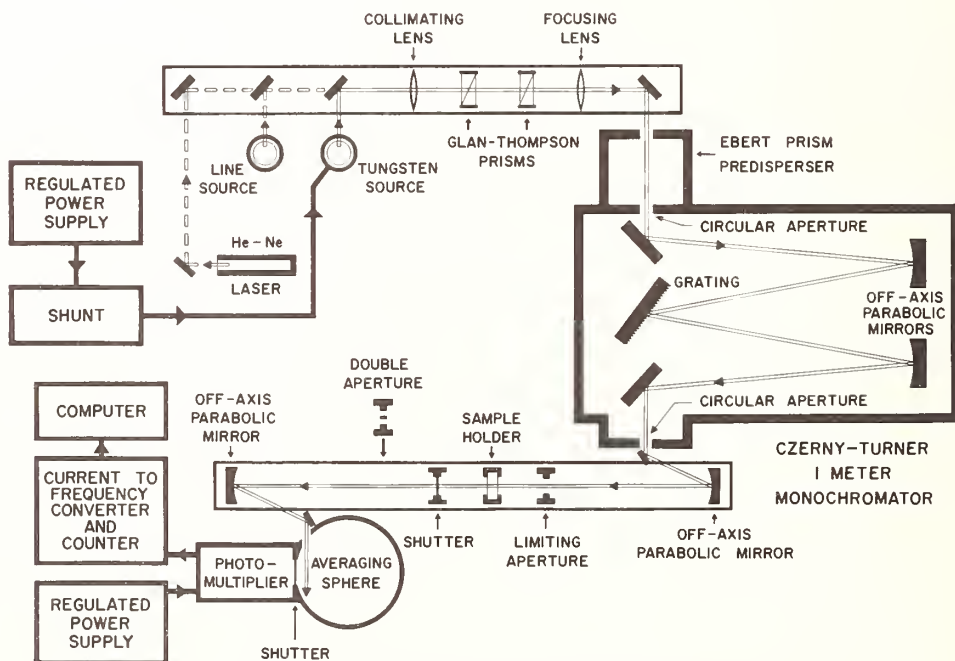 COLLIMATING
LENS
FOCUSING
LENS
GLAN-THOMPSON
PRISMS
EBERT PRISM
PREDISPERSER
LINE
SOURCE
TUNGSTEN
SOURCE
REGULATED
POWER
SUPPLY
He-Ne
LASER
SHUNT
CIRCULAR APERTURE
GRATING
OFF-AXIS
PARABOLIC
MIRRORS
CIRCULAR APERTURE
CZERNY-TURNER
1 METER
MONOCHROMATOR
DOUBLE
APERTURE
OFF-AXIS
PARABOLIC
MIRROR
SAMPLE
HOLDER
COMPUTER
CURRENT TO
FREQUENCY
CONVERTER
AND
COUNTER
SHUTTER
LIMITING
APERTURE
OFF-AXIS
PARABOLIC MIRROR
PHOTO-
MULTIPLIER
AVERAGING
SPHERE
REGULATED
POWER
SUPPLY
SHUTTER